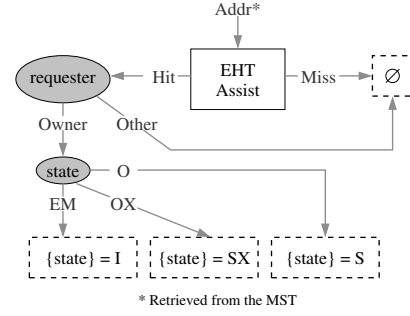 Addr*
requester
Hit
EHT
Assist
Miss
∅
Owner
Other
state
O
EM
OX
{state} = I
{state} = SX
{state} = S
* Retrieved from the MST